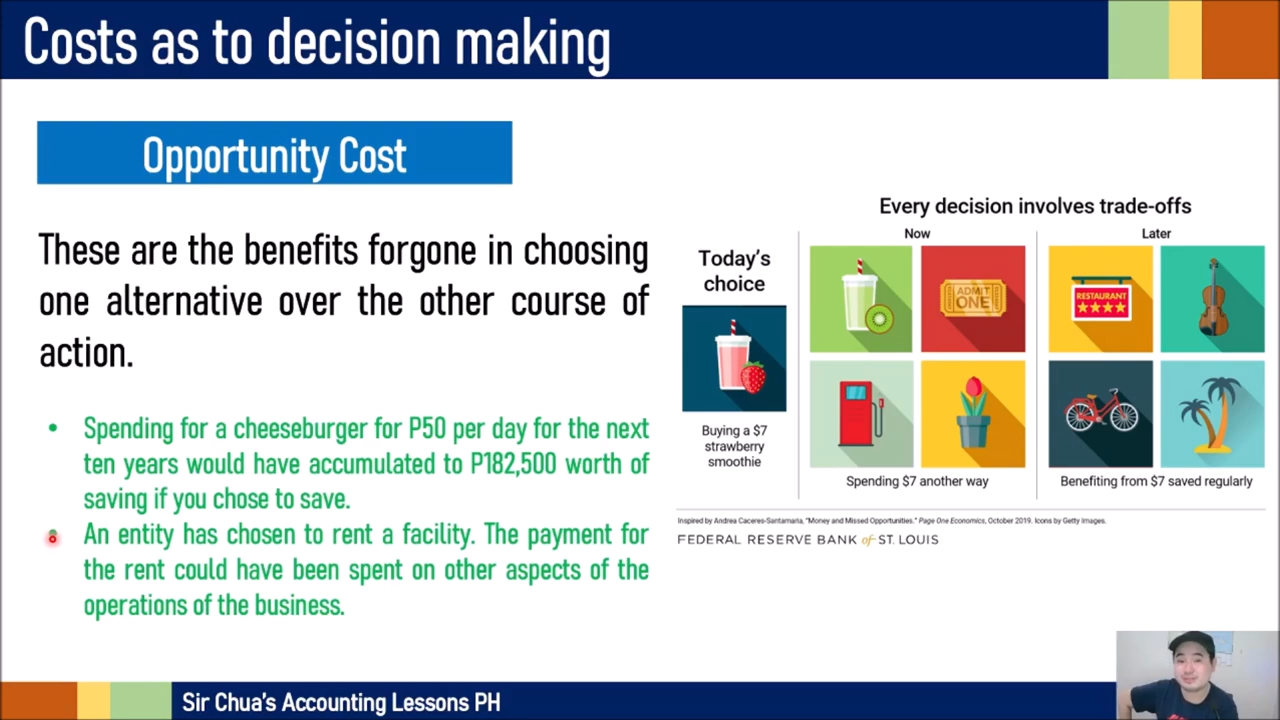 Costs as to decision making
Opportunity Cost
These are the benefits forgone in choosing
one alternative over the other course of
action.
• Spending for a cheeseburger for P50 per day for the next
ten years would have accumulated to P182,500 worth of
saving if you chose to save.
• An entity has chosen to rent a facility. The payment for
the rent could have been spent on other aspects of the
operations of the business.
Every decision involves trade-offs
Today's
choice
Buying a $7
strawberry
smoothie
Now
ADMIT
ONE
Spending $7 another way
Later
RESTAURANT
Benefiting from $7 saved regularly
Inspired by Andrea Caceres-Santamaria, "Money and Missed Opportunities." Page One Economics, October 2019. Icons by Getty Images.
FEDERAL RESERVE BANK of ST. LOUIS
Sir Chua's Accounting Lessons PH